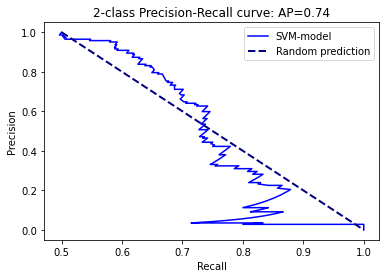 2-class Precision-Recall curve: AP=0.74
SVM-model
Random prediction
Precision
1.0
0.8
0.6
0.4
0.2
0.0
0.5
0.6
0.7
0.8
0.9
1.0
Recall